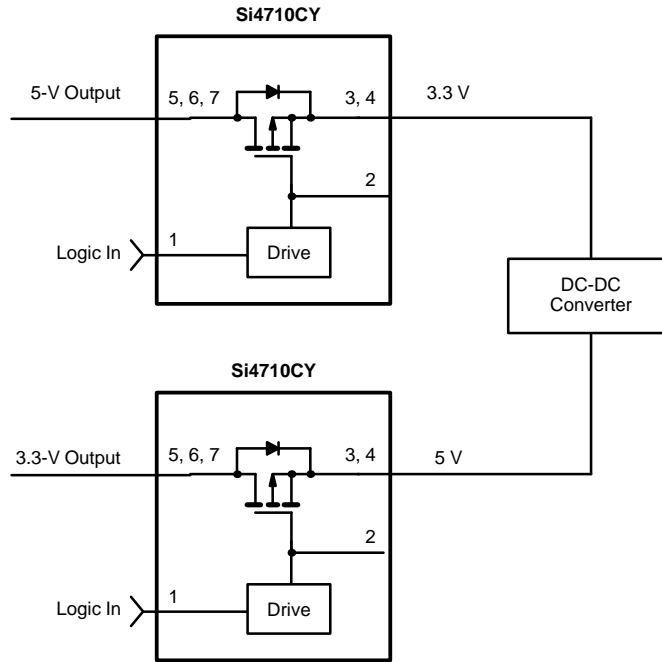 Si4710CY
5-V Output
5, 6, 7
3, 4
3.3 V
2
Logic In
1
Drive
DC-DC
Converter
Si4710CY
3.3-V Output
5, 6, 7
3, 4
5 V
2
Logic In
1
Drive